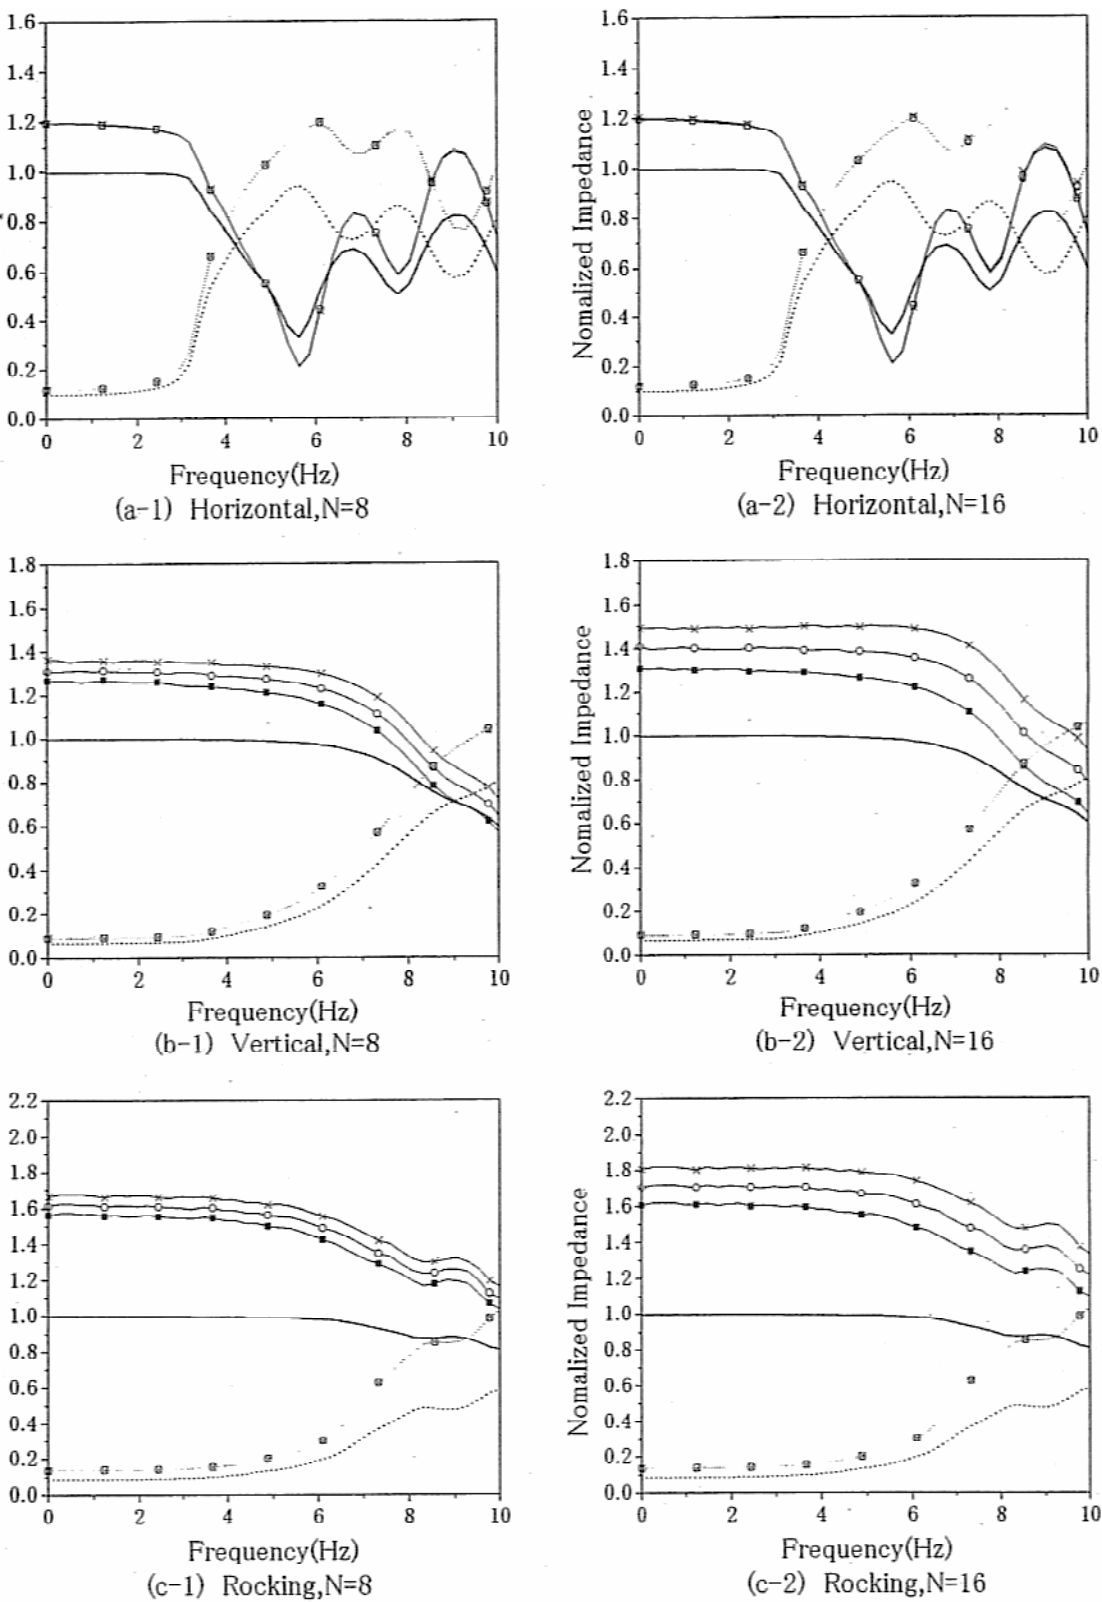 1.6
1.4
1.2
1.0
0.8
0.6
0.4
0.2
0.0
0 2 4 6 8 10
Frequency(Hz)
(a-1) Horizontal,N=8
Nomalized Impedance
1.6
1.4
1.2
1.0
0.8
0.6
0.4
0.2
0.0
0 2 4 6 8 10
Frequency(Hz)
(a-2) Horizontal,N=16
1.8
1.6
1.4
1.2
1.0
0.8
0.6
0.4
0.2
0.0
0 2 4 6 8 10
Frequency(Hz)
(b-1) Vertical,N=8
Nomalized Impedance
1.8
1.6
1.4
1.2
1.0
0.8
0.6
0.4
0.2
0.0
0 2 4 6 8 10
Frequency(Hz)
(b-2) Vertical,N=16
2.2
2.0
1.8
1.6
1.4
1.2
1.0
0.8
0.6
0.4
0.2
0.0
0 2 4 6 8 10
Frequency(Hz)
(c-1) Rocking,N=8
Nomalized Impedance
2.2
2.0
1.8
1.6
1.4
1.2
1.0
0.8
0.6
0.4
0.2
0.0
0 2 4 6 8 10
Frequency(Hz)
(c-2) Rocking,N=16